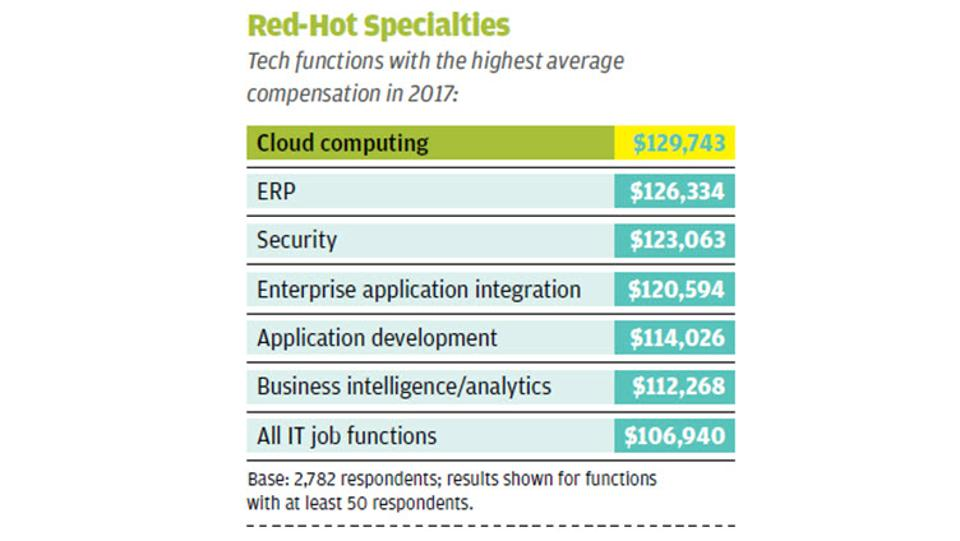 Red-Hot Specialties
Tech functions with the highest average
compensation in 2017:
Cloud computing $129,743
ERP $126,334
Security $123,063
Enterprise application integration $120,594
Application development $114,026
Business intelligence/analytics $112,268
All IT job functions $106,940
Base: 2,782 respondents; results shown for functions
with at least 50 respondents.